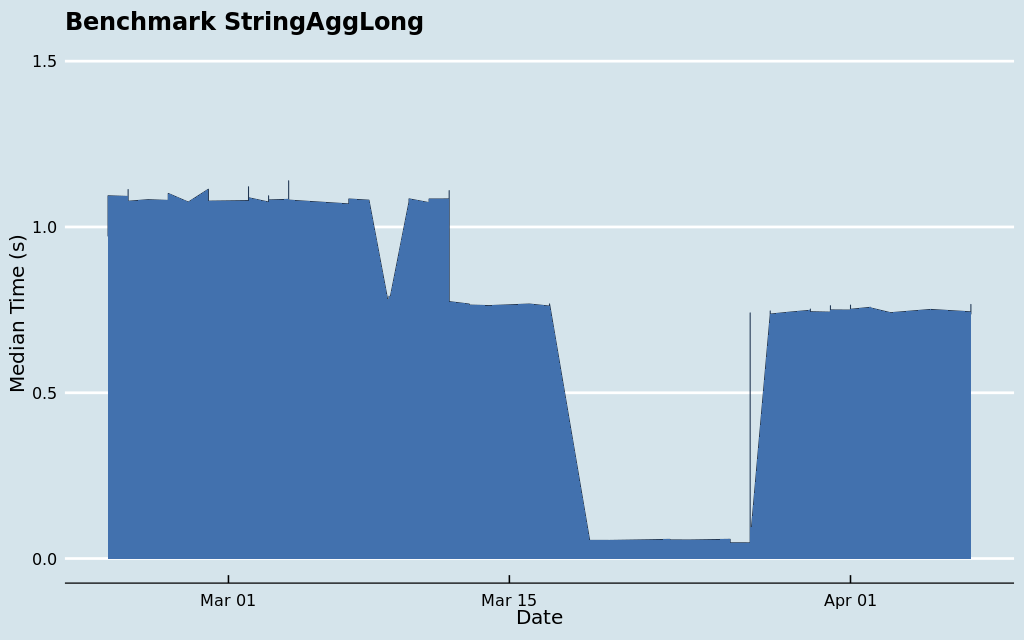 Benchmark StringAggLong
Median Time (s)
1.5
1.0
0.5
0.0
Mar 01
Mar 15
Apr 01
Date